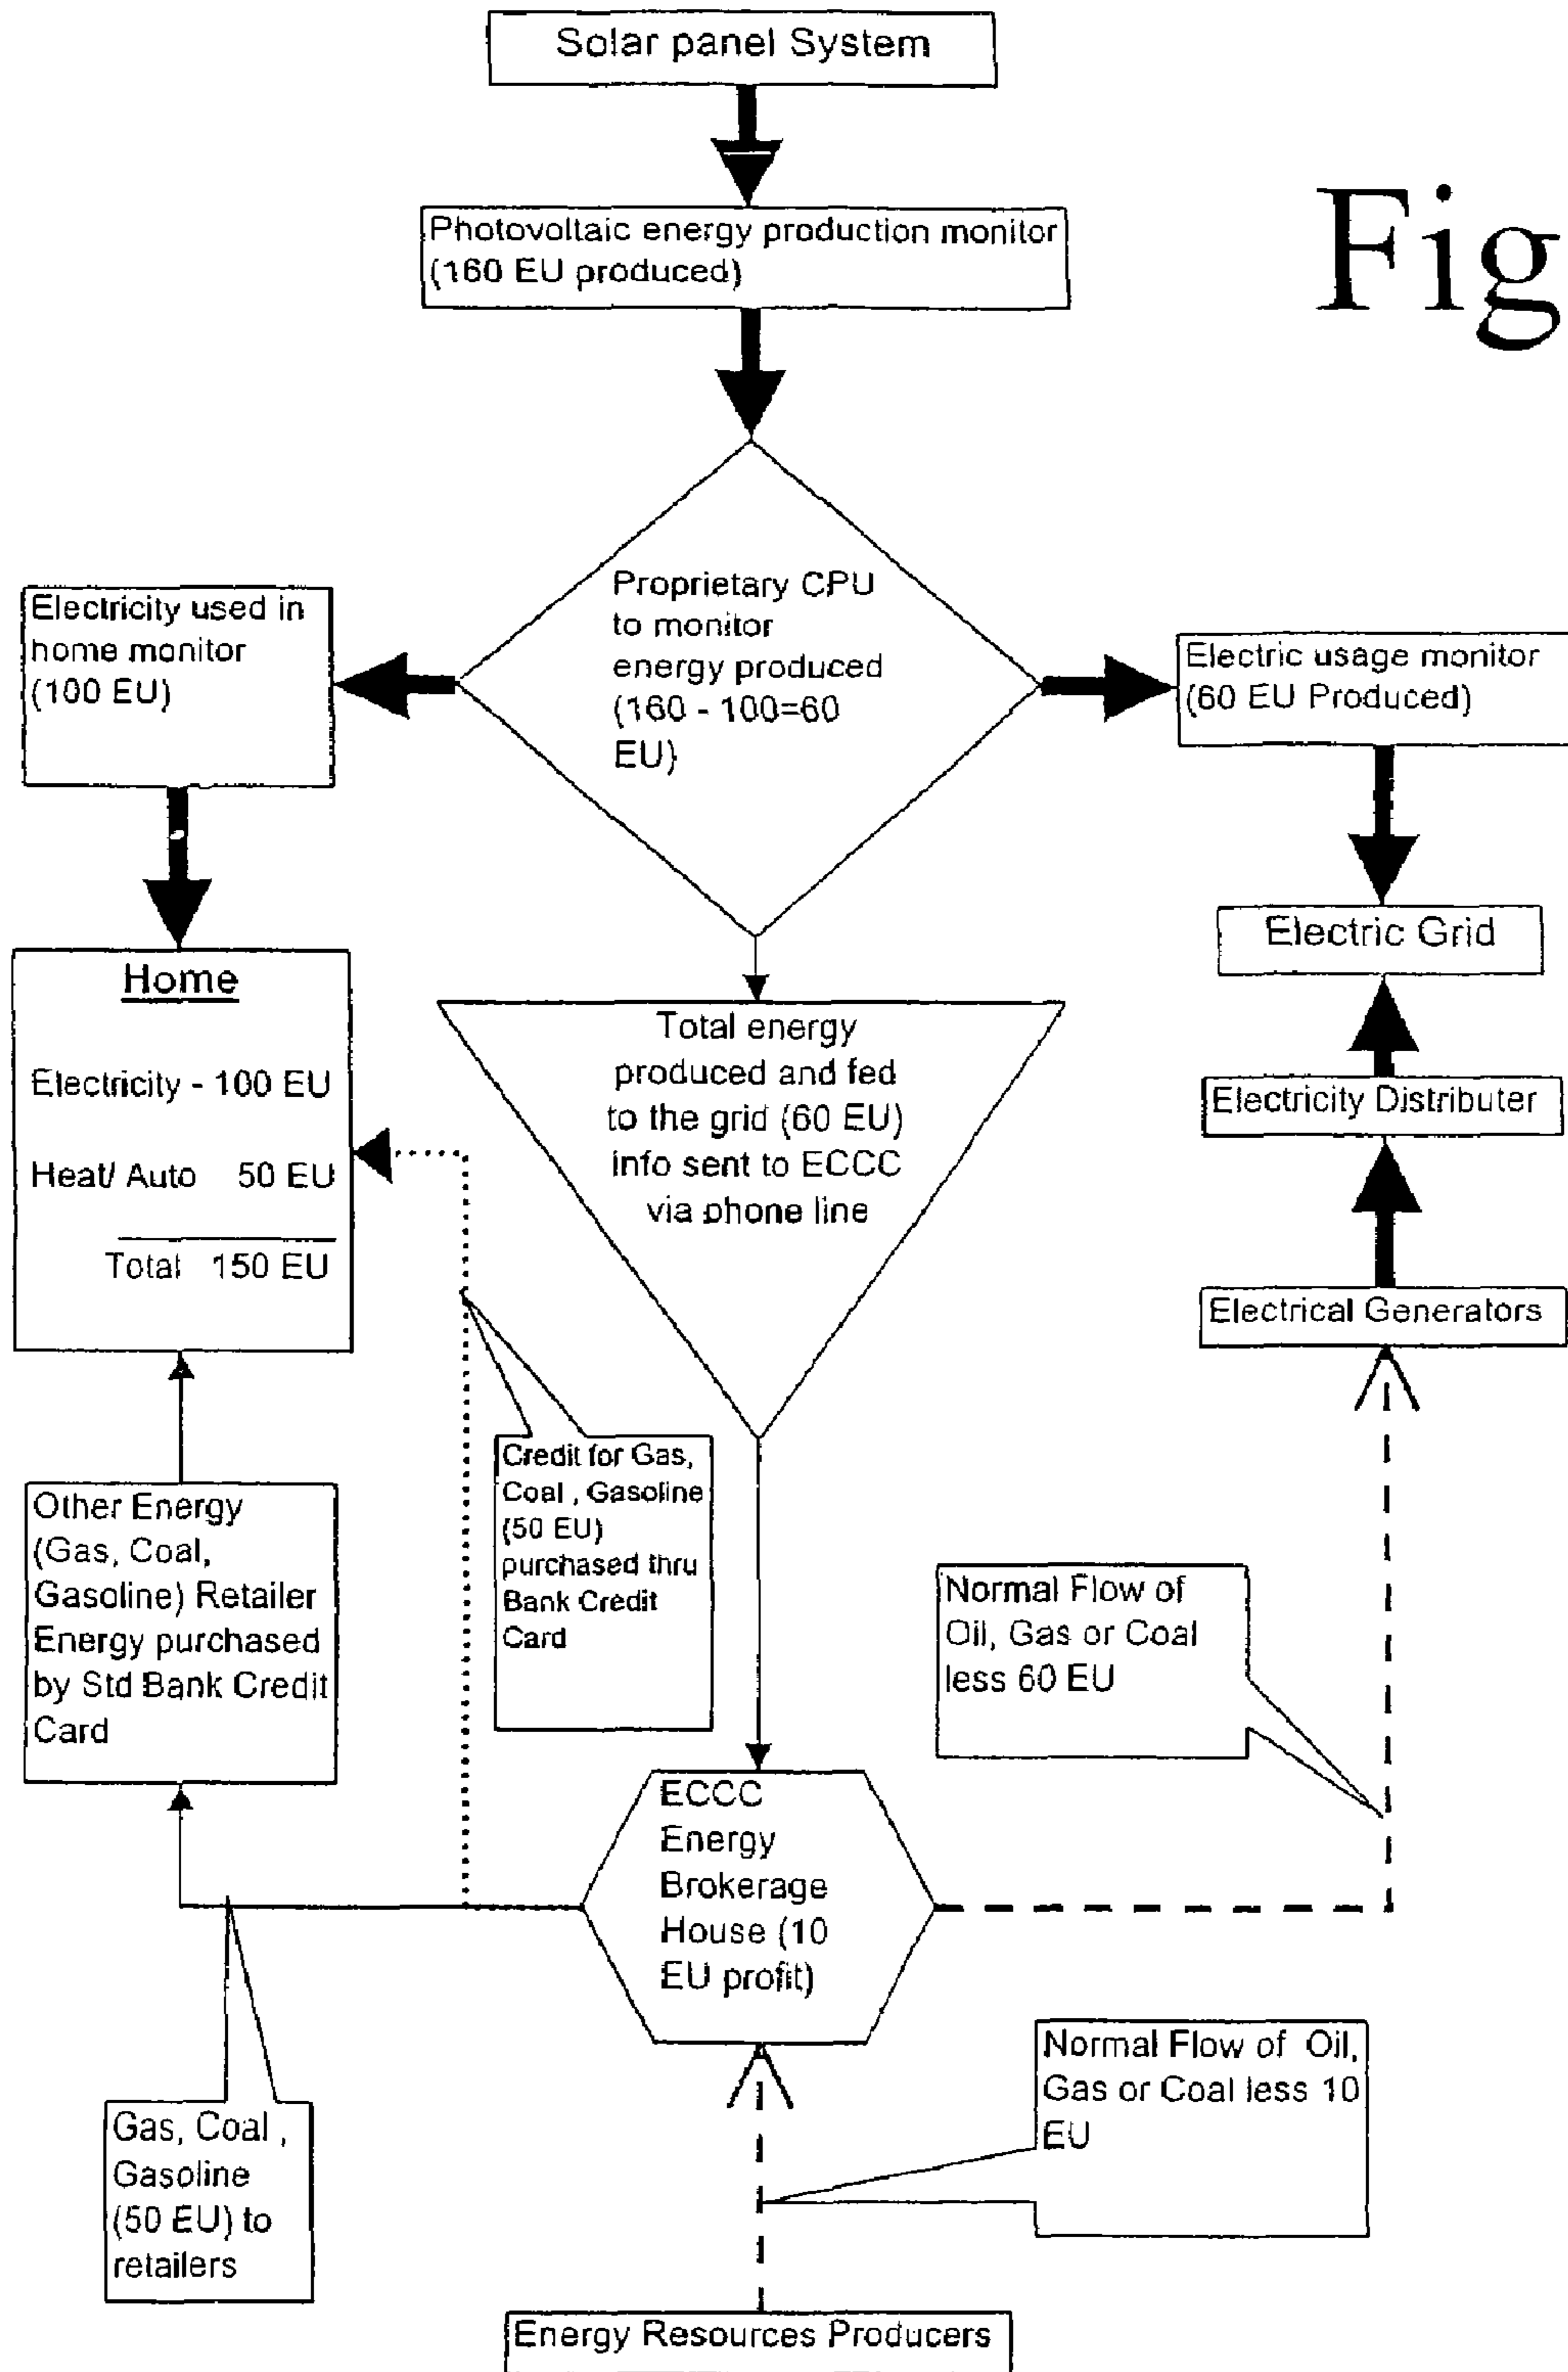 Solar panel System
Fig
Photovoltaic energy production monitor
(160 EU produced)
Proprietary CPU
to monitor
energy produced
(160 - 100=60
EU)
Electricity used in
home monitor
(100 EU)
Electric usage monitor
(60 EU Produced)
Electric Grid
Home
Electricity - 100 EU
Heat/ Auto 50 EU
Total 150 EU
Total energy
produced and fed
to the grid (60 EU)
info sent to ECCC
via phone line
Electricity Distributer
Electrical Generators
Credit for Gas,
Coal , Gasoline
(50 EU)
purchased thru
Bank Credit
Card
Other Energy
(Gas, Coal,
Gasoline) Retailer
Energy purchased
by Std Bank Credit
Card
Normal Flow of
Oil, Gas or Coal
less 60 EU
ECCC
Energy
Brokerage
House (10
EU profit)
Normal Flow of Oil,
Gas or Coal less 10
EU
Gas, Coal ,
Gasoline
(50 EU) to
retailers
Energy Resources Producers